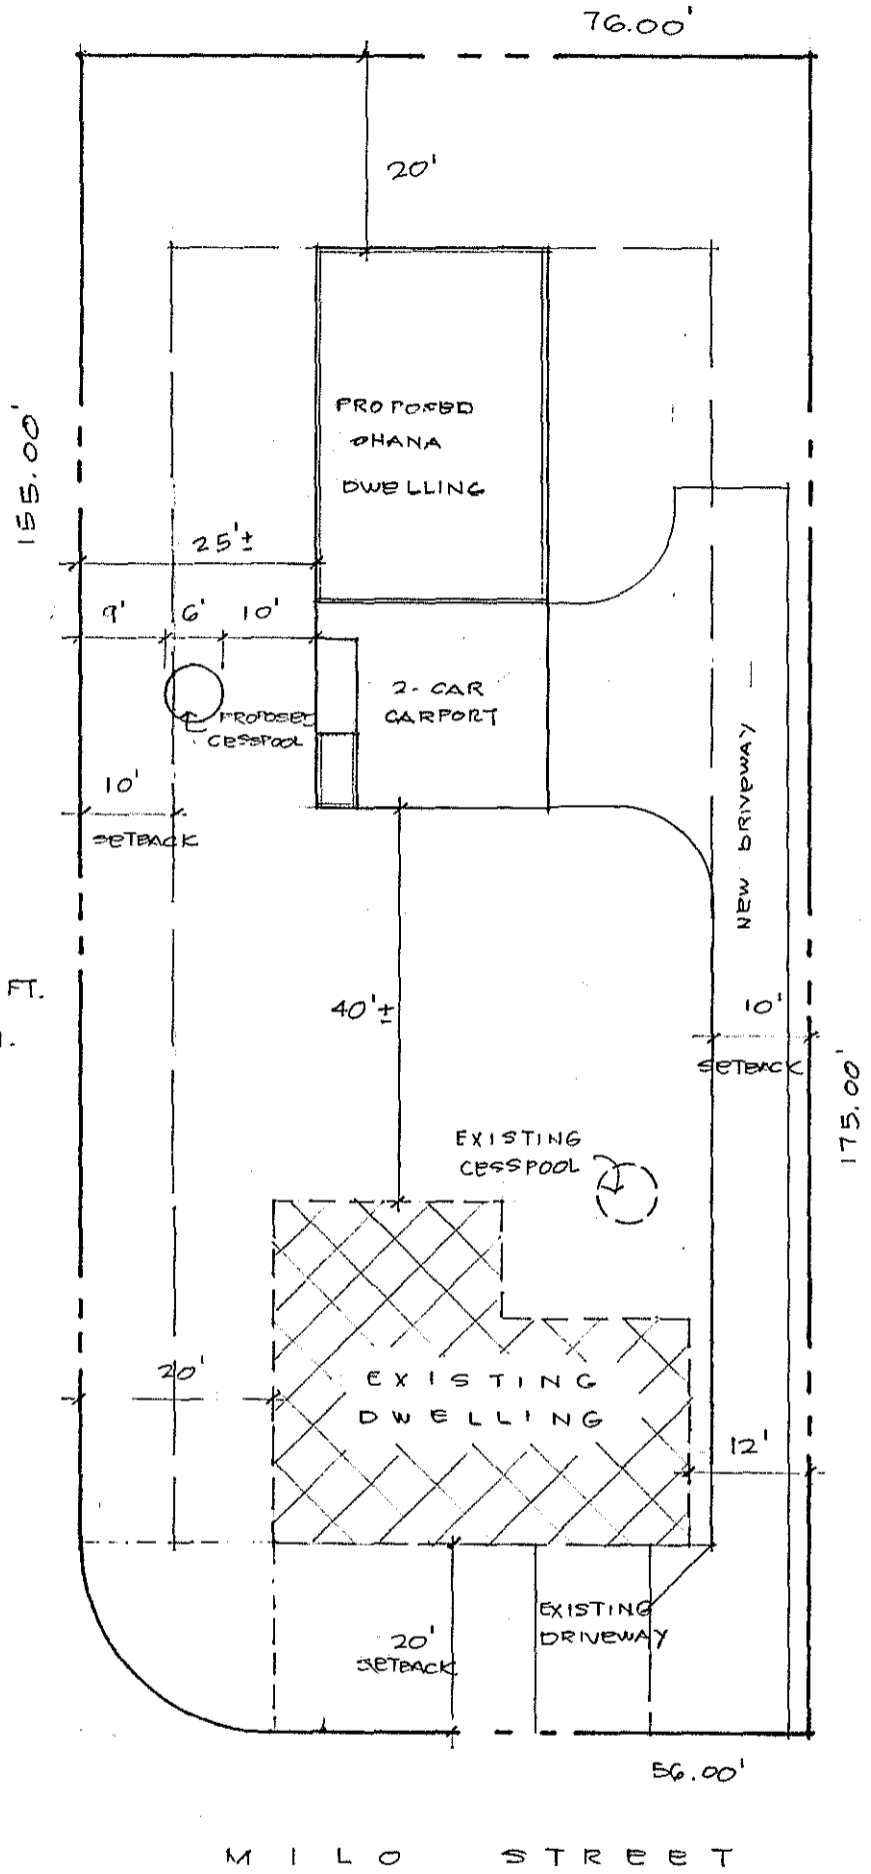 76.00'
20'
PROPOSED
OHANA
DWELLING
155.00'
25'±
9' 6' 10'
2-CAR
CARPORT
PROPOSED
CESSPOOL
10'
SETBACK
NEW DRIVEWAY
FT.
40'±
10'
SETBACK
175.00'
EXISTING
CESSPOOL
20'
EXISTING
DWELLING
12'
EXISTING
DRIVEWAY
20'
SETBACK
56.00'
MILO STREET